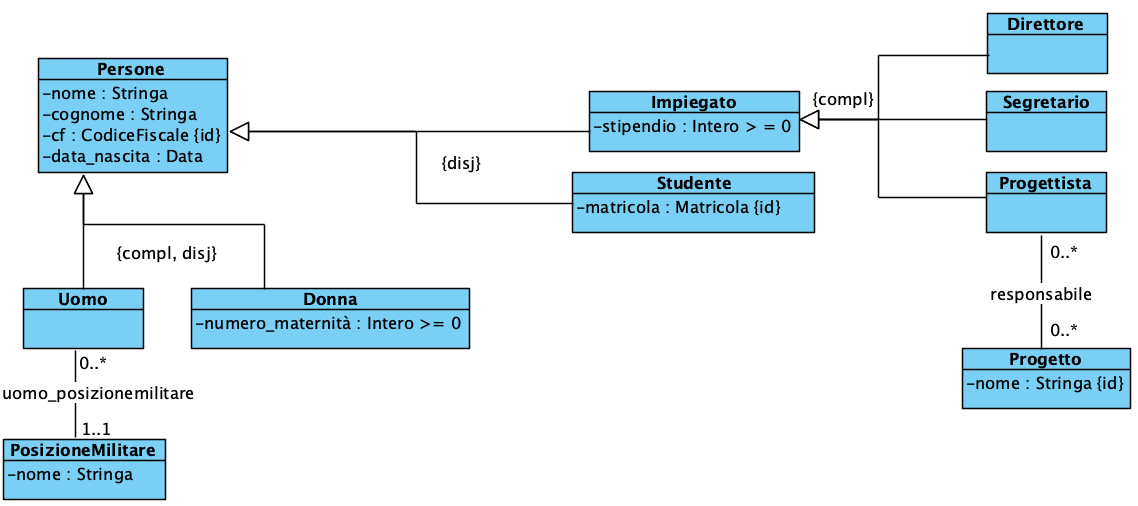 Persone
-nome : Stringa
-cognome : Stringa
-cf : CodiceFiscale {id}
-data_nascita : Data
{disj}
Impiegato
-stipendio : Intero > = 0
{compl}
Studente
-matricola : Matricola {id}
Direttore
Segretario
Progettista
0..*
responsabile
0..*
Progetto
-nome : Stringa {id}
{compl, disj}
Uomo
Donna
-numero_maternità : Intero >= 0
0..*
uomo_posizionemilitare
1..1
PosizioneMilitare
-nome : Stringa